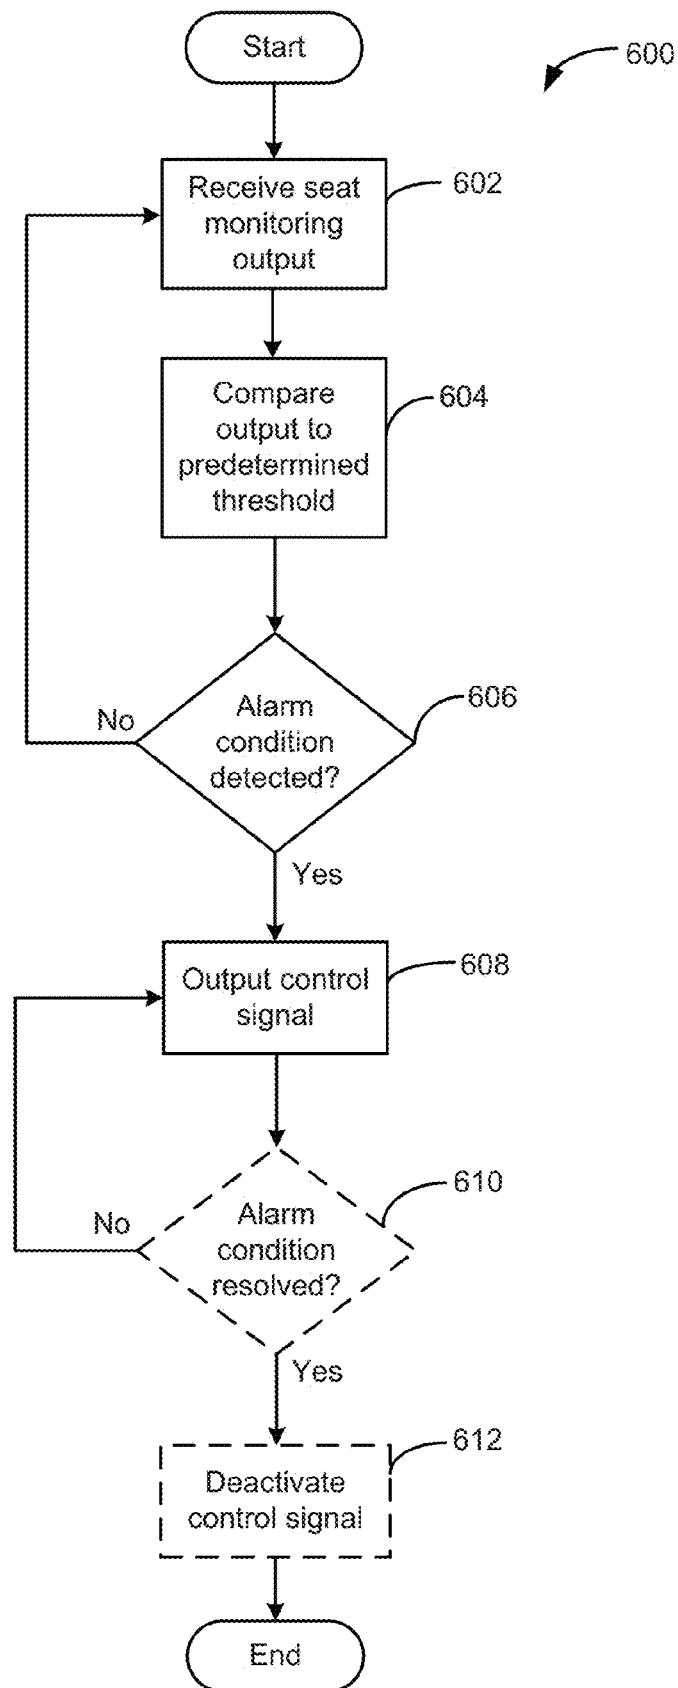 Start
600
Receive seat
monitoring
output
602
Compare
output to
predetermined
threshold
604
Alarm
condition
detected?
606
No
Yes
Output control
signal
608
Alarm
condition
resolved?
610
No
Yes
Deactivate
control signal
612
End